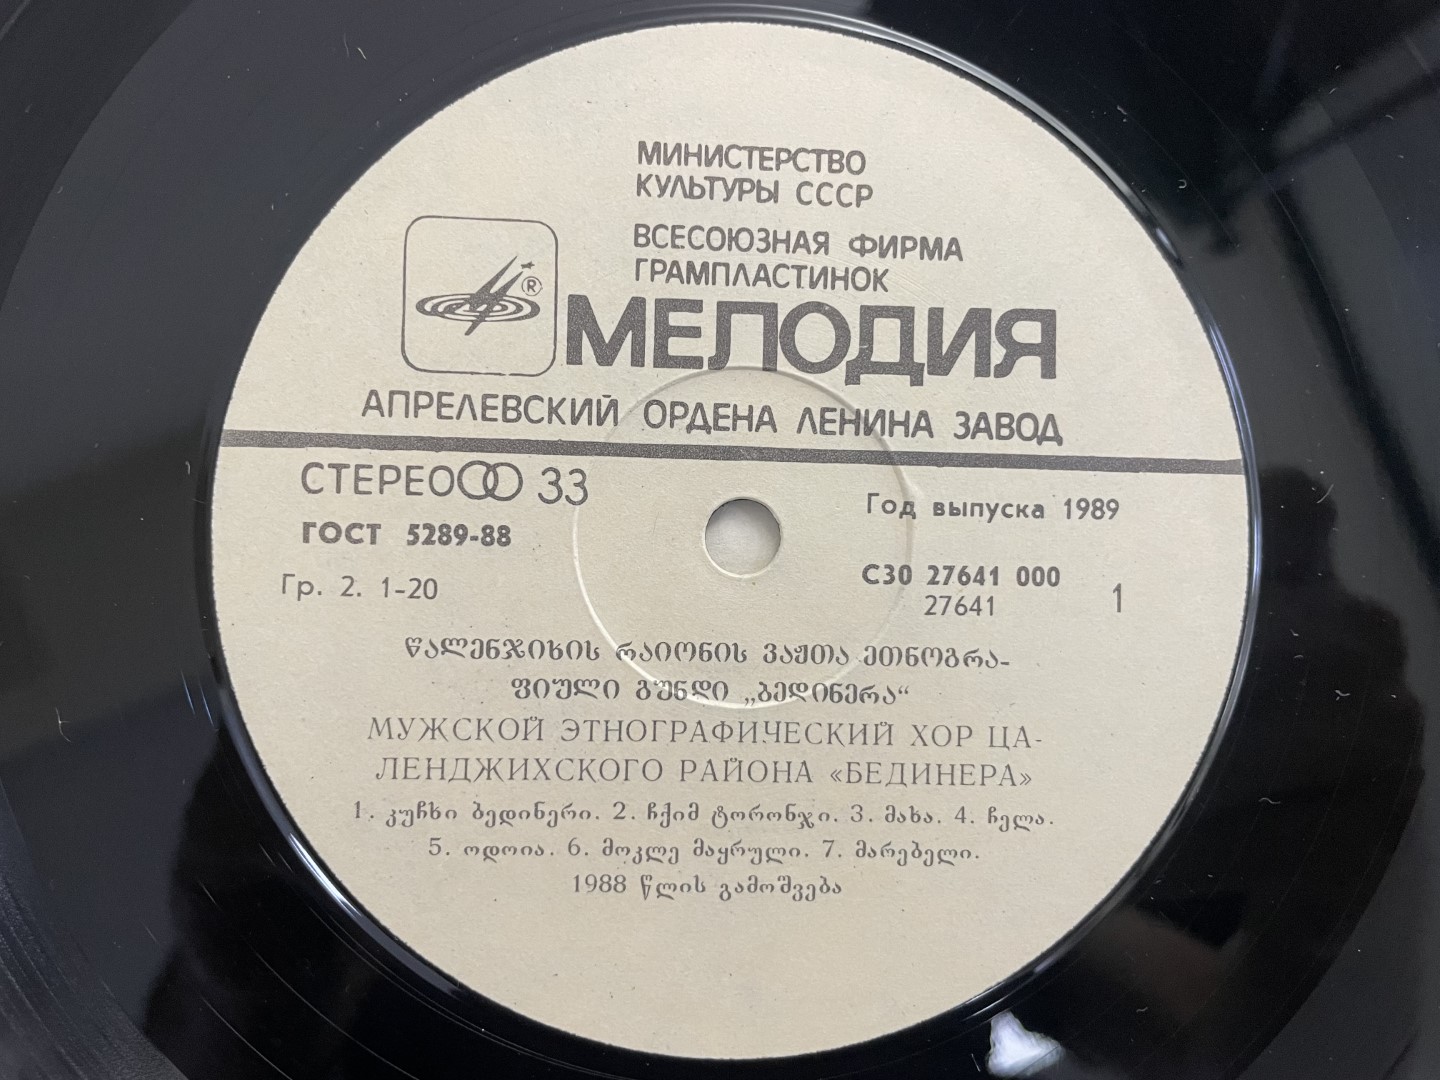 МИНИСТЕРСТВО
КУЛЬТУРЫ СССР
ВСЕСОЮЗНАЯ ФИРМА
ГРАМПЛАСТИНОК
®
МЕЛОДИЯ
АПРЕЛЕВСКИЙ ОРДЕНА ЛЕНИНА ЗАВОД
СТЕРЕО 33
ГОСТ 5289-88
Гр. 2. 1-20
Год выпуска 1989
С30 27641 000
27641
1
წალენჯიხის რაიონის ვაჟთა ეთნოგრა-
ფიული გუნდი „ბედინერა“
МУЖСКОЙ ЭТНОГРАФИЧЕСКИЙ ХОР ЦА-
ЛЕНДЖИХСКОГО РАЙОНА «БЕДИНЕРА»
1. კუჩხი ბედინერი. 2. ჩქიმ ტორონჯი. 3. მახა. 4. ჩელა.
5. ოდოია. 6. მოკლე მაყრული. 7. მარებელი.
1988 წლის გამოშვება